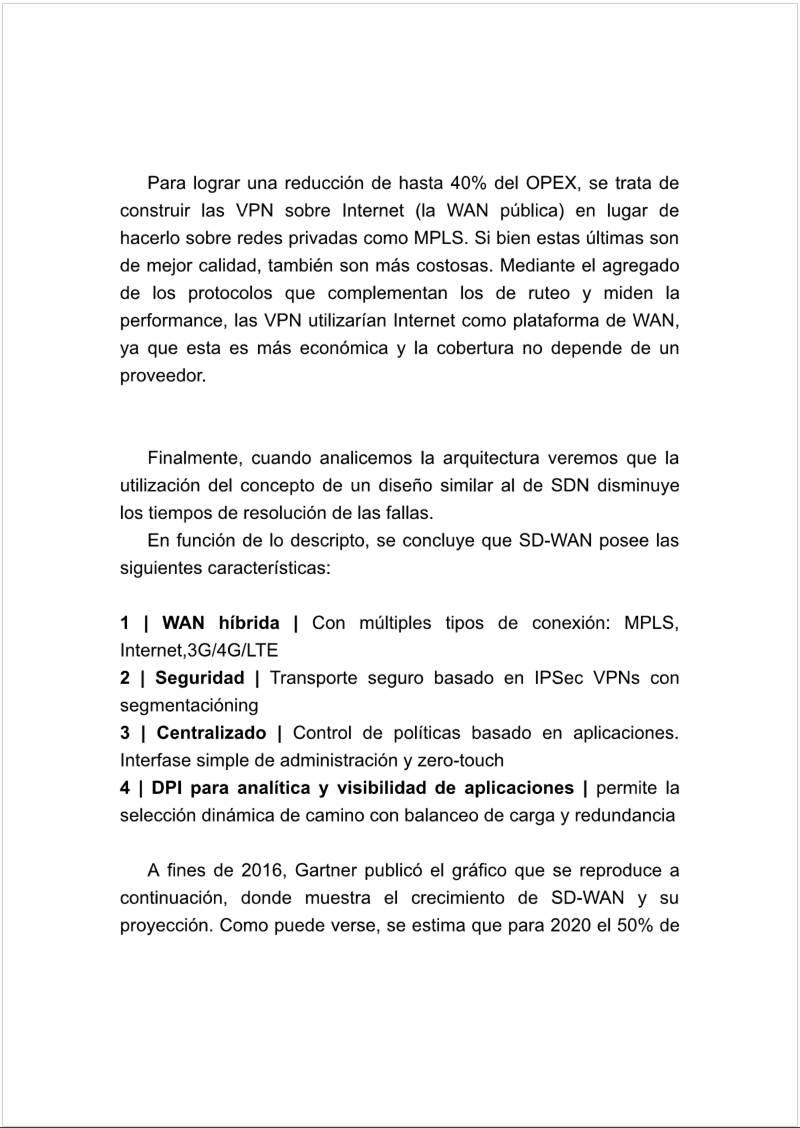 Para lograr una reducción de hasta 40% del OPEX, se trata de
construir las VPN sobre Internet (la WAN pública) en lugar de
hacerlo sobre redes privadas como MPLS. Si bien estas últimas son
de mejor calidad, también son más costosas. Mediante el agregado
de los protocolos que complementan los de ruteo y miden la
performance, las VPN utilizarían Internet como plataforma de WAN,
ya que esta es más económica y la cobertura no depende de un
proveedor.
Finalmente, cuando analicemos la arquitectura veremos que la
utilización del concepto de un diseño similar al de SDN disminuye
los tiempos de resolución de las fallas.
En función de lo descripto, se concluye que SD-WAN posee las
siguientes características:
1 | WAN híbrida | Con múltiples tipos de conexión: MPLS,
Internet,3G/4G/LTE
2 | Seguridad | Transporte seguro basado en IPSec VPNs con
segmentacióning
3 | Centralizado | Control de políticas basado en aplicaciones.
Interfase simple de administración y zero-touch
4 | DPI para analítica y visibilidad de aplicaciones | permite la
selección dinámica de camino con balanceo de carga y redundancia
A fines de 2016, Gartner publicó el gráfico que se reproduce a
continuación, donde muestra el crecimiento de SD-WAN y su
proyección. Como puede verse, se estima que para 2020 el 50% de